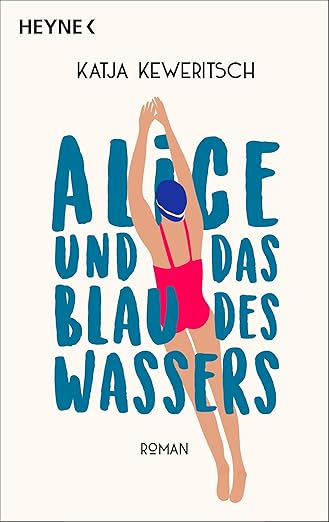 HEYNE <
KATJA KEWERITSCH
ALiCE
UND DAS
BLAU DES
WASSERS
ROMAN